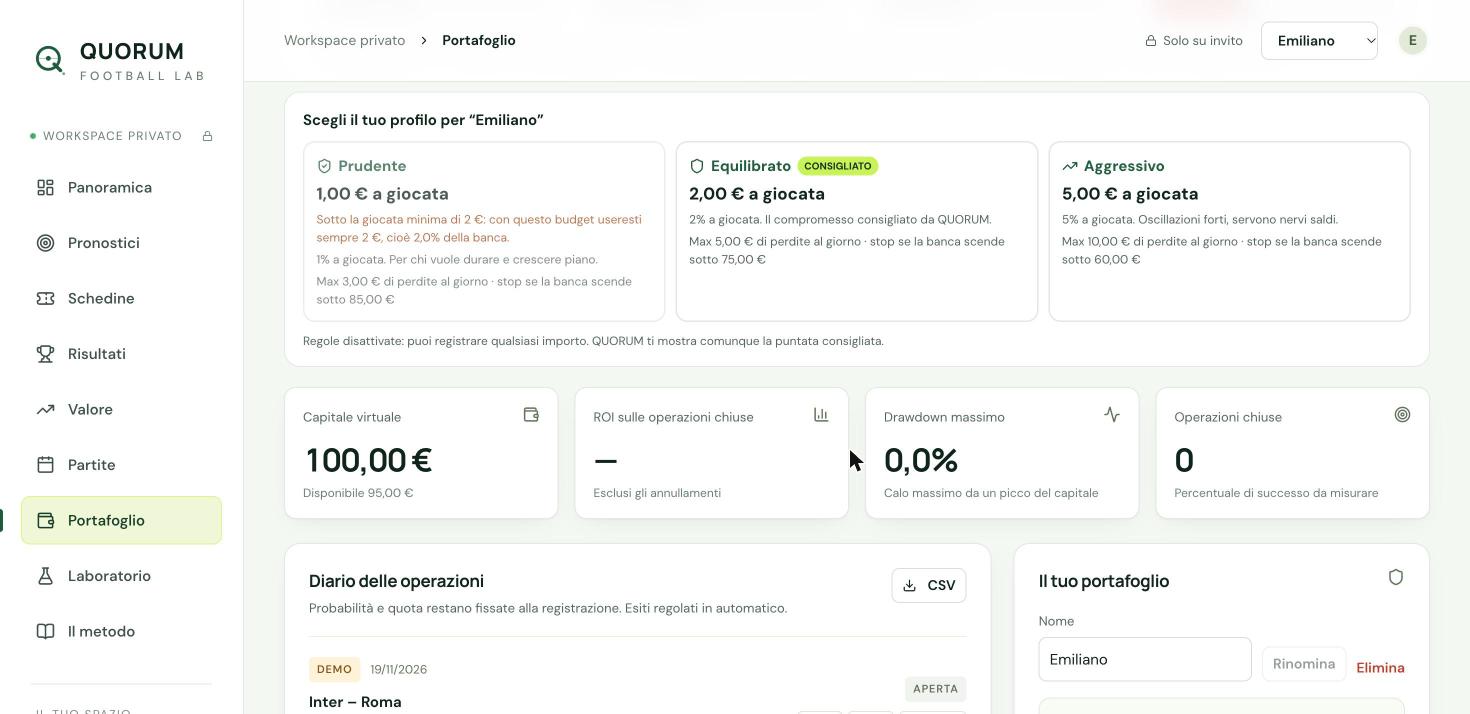 QUORUM
FOOTBALL LAB
WORKSPACE PRIVATO
Panoramica
Pronostici
Schedine
Risultati
Valore
Partite
Portafoglio
Laboratorio
Il metodo
IL TUO SPAZIO
Workspace privato > Portafoglio
Solo su invito
Emiliano
E
Scegli il tuo profilo per “Emiliano”
Prudente
1,00 € a giocata
Sotto la giocata minima di 2 €: con questo budget useresti
sempre 2 €, cioè 2,0% della banca.
1% a giocata. Per chi vuole durare e crescere piano.
Max 3,00 € di perdite al giorno · stop se la banca scende
sotto 85,00 €
Equilibrato CONSIGLIATO
2,00 € a giocata
2% a giocata. Il compromesso consigliato da QUORUM.
Max 5,00 € di perdite al giorno · stop se la banca scende
sotto 75,00 €
Aggressivo
5,00 € a giocata
5% a giocata. Oscillazioni forti, servono nervi saldi.
Max 10,00 € di perdite al giorno · stop se la banca scende
sotto 60,00 €
Regole disattivate: puoi registrare qualsiasi importo. QUORUM ti mostra comunque la puntata consigliata.
Capitale virtuale
100,00 €
Disponibile 95,00 €
ROI sulle operazioni chiuse
—
Esclusi gli annullamenti
Drawdown massimo
0,0%
Calo massimo da un picco del capitale
Operazioni chiuse
0
Percentuale di successo da misurare
Diario delle operazioni
CSV
Probabilità e quota restano fissate alla registrazione. Esiti regolati in automatico.
DEMO 19/11/2026
APERTA
Inter – Roma
Il tuo portafoglio
Nome
Emiliano
Rinomina
Elimina